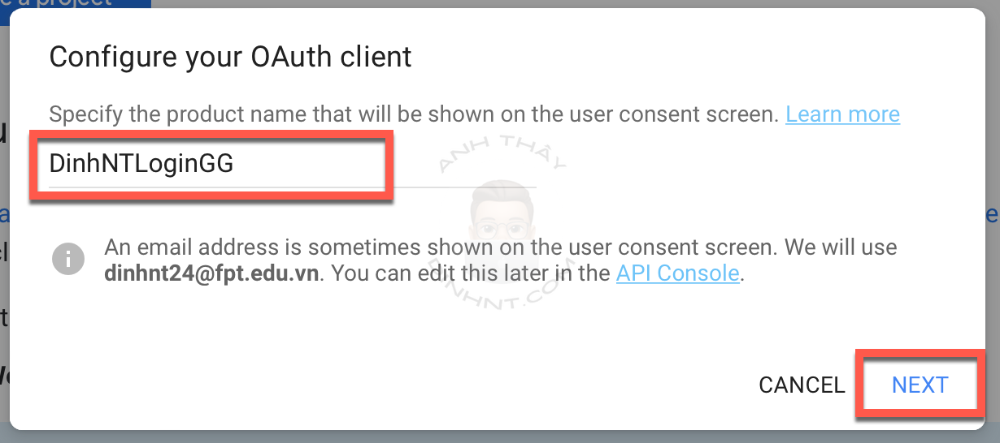 e a project
Configure your OAuth client
Specify the product name that will be shown on the user consent screen. Learn more
ANH THẦY
DinhNTLoginGG
An email address is sometimes shown on the user consent screen. We will use
dinhnt24@fpt.edu.vn. You can edit this later in the API Console.
DINHNT.COM
CANCEL
NEXT